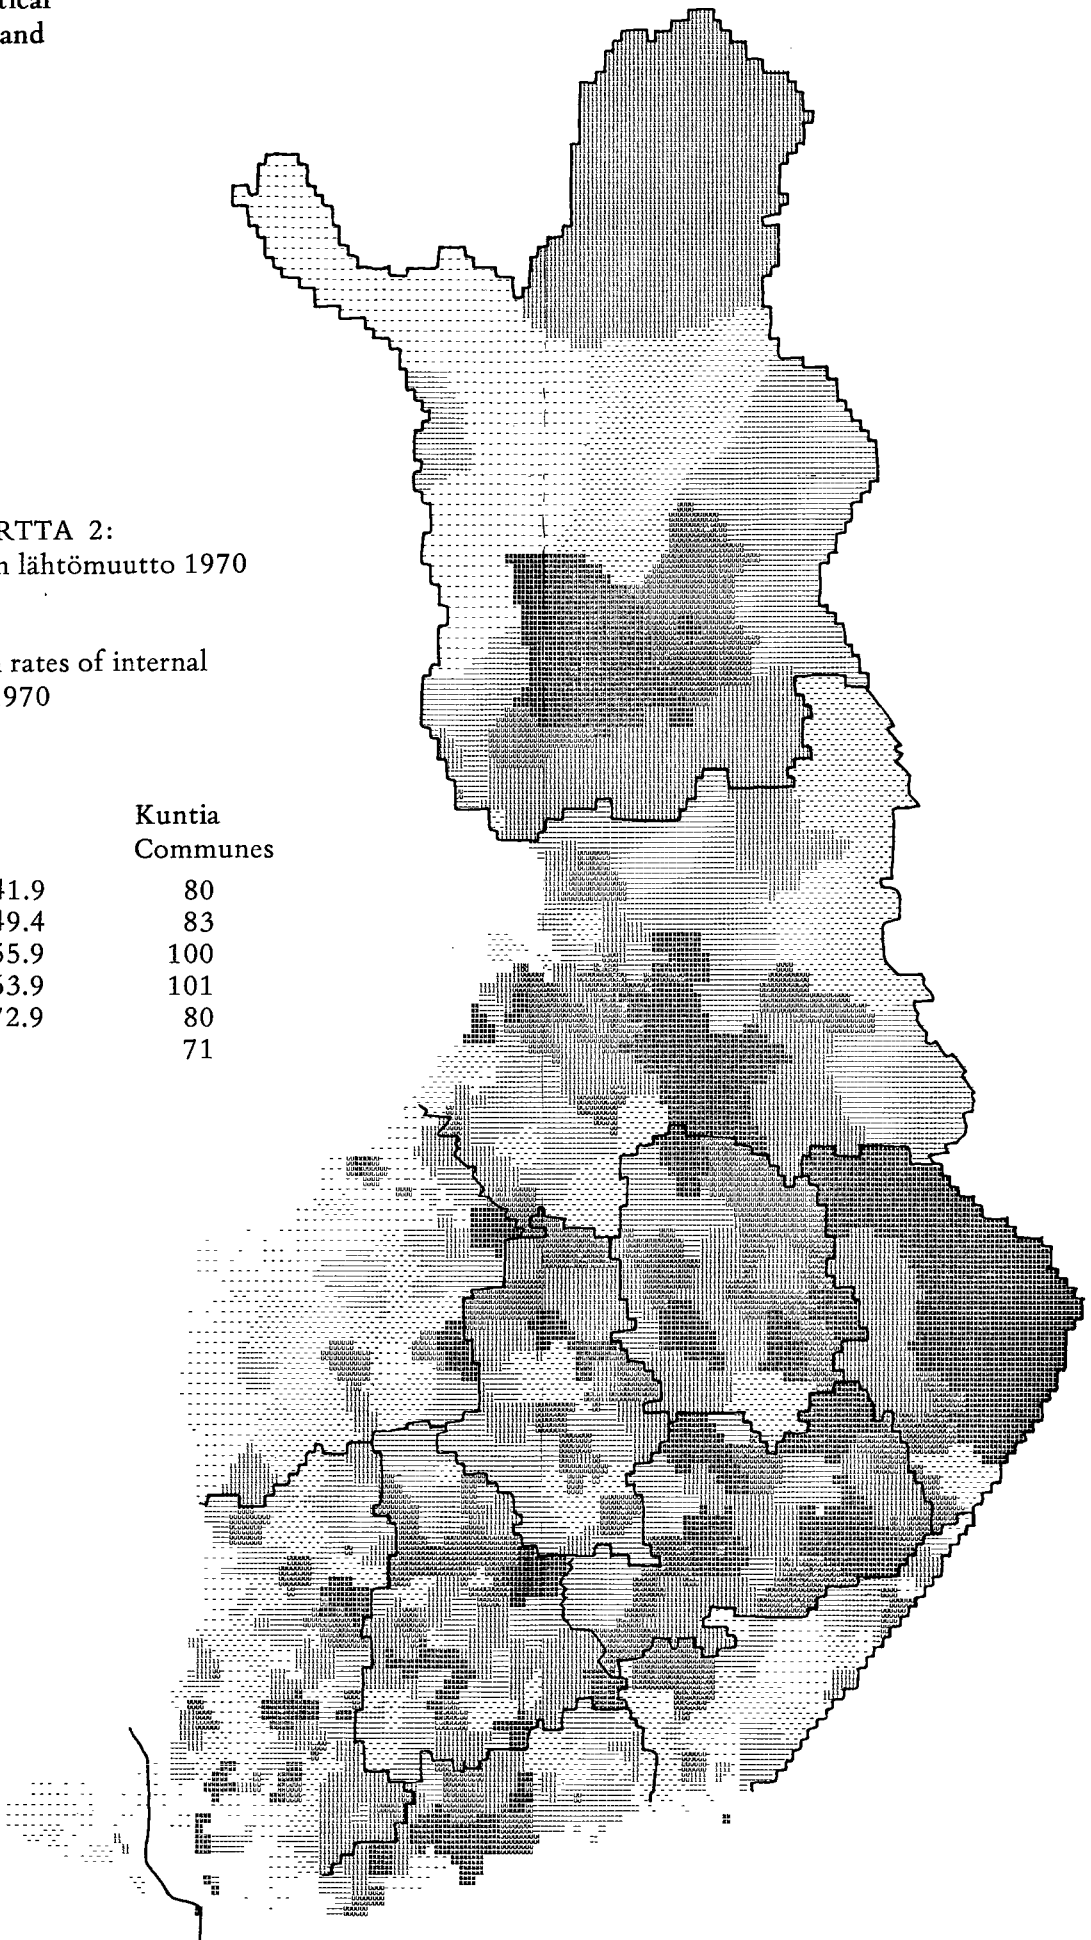 and
RTTA 2:
lähtömuutto 1970
rates of internal
970
Kuntia
Communes
41.9 80
49.4 83
55.9 100
63.9 101
72.9 80
71